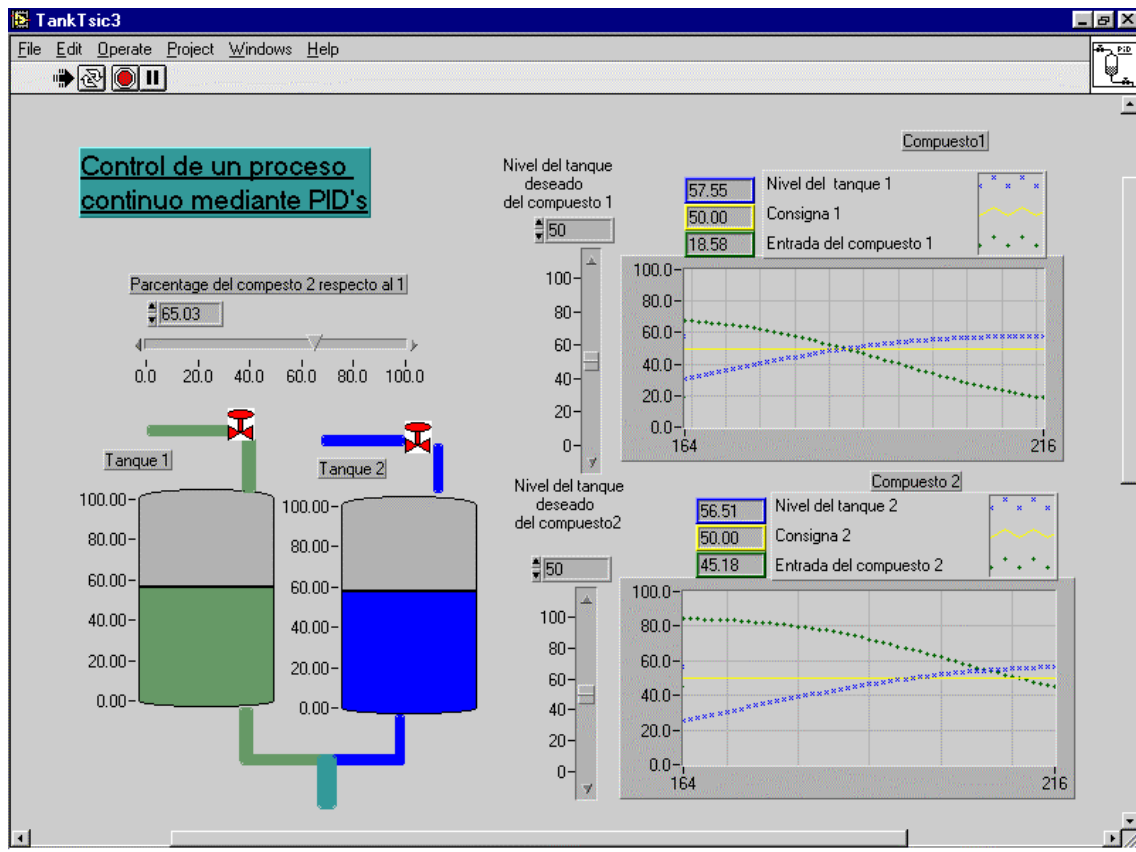 TankTsic3
File Edit Operate Project Windows Help
PiD
Control de un proceso
continuo mediante PID's
Parcentage del compesto 2 respecto al 1
65.03
0.0 20.0 40.0 60.0 80.0 100.0
Tanque 1
100.00
80.00
60.00
40.00
20.00
0.00
Tanque 2
100.00
80.00
60.00
40.00
20.00
0.00
Nivel del tanque
deseado
del compuesto 1
50
100
80
60
40
20
0
Compuesto1
57.55 Nivel del tanque 1
50.00 Consigna 1
18.58 Entrada del compuesto 1
100.0
80.0
60.0
40.0
20.0
0.0
164 216
Nivel del tanque
deseado
del compuesto2
50
100
80
60
40
20
0
Compuesto 2
56.51 Nivel del tanque 2
50.00 Consigna 2
45.18 Entrada del compuesto 2
100.0
80.0
60.0
40.0
20.0
0.0
164 216